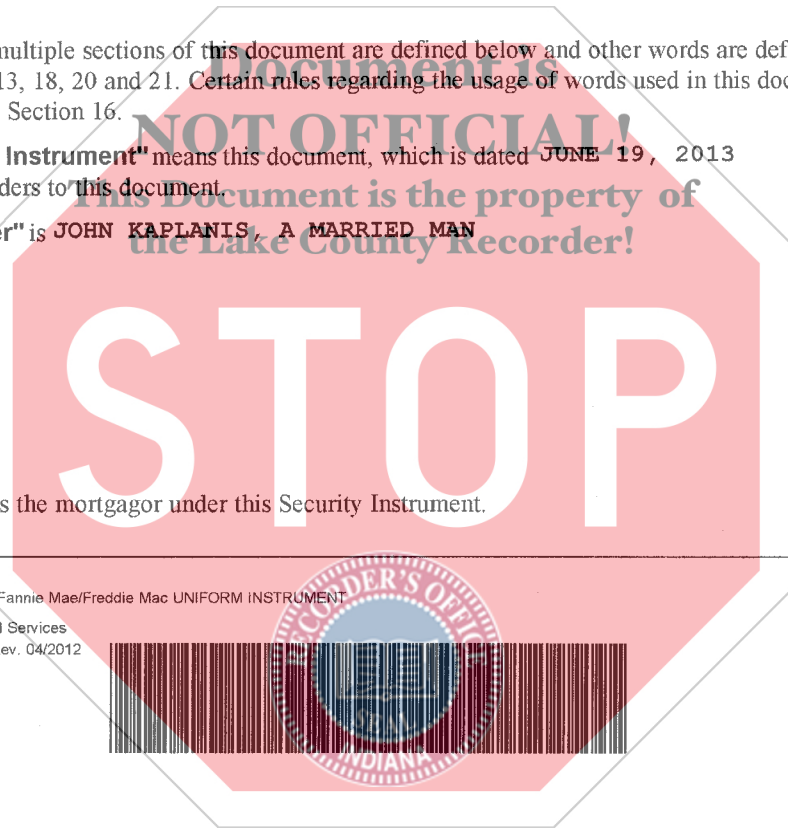 multiple sections of this document are defined below and other words are def
13, 18, 20 and 21. Certain rules regarding the usage of words used in this doc
Section 16.
Document is
NOT OFFICIAL!
Instrument" means this document, which is dated JUNE 19, 2013
ders to this document.
This Document is the property of
the Lake County Recorder!
er" is JOHN KAPLANIS, A MARRIED MAN
STOP
s the mortgagor under this Security Instrument.
Fannie Mae/Freddie Mac UNIFORM INSTRUMENT
l Services
ev. 04/2012
RECORDER'S OFFICE
SEAL
INDIANA